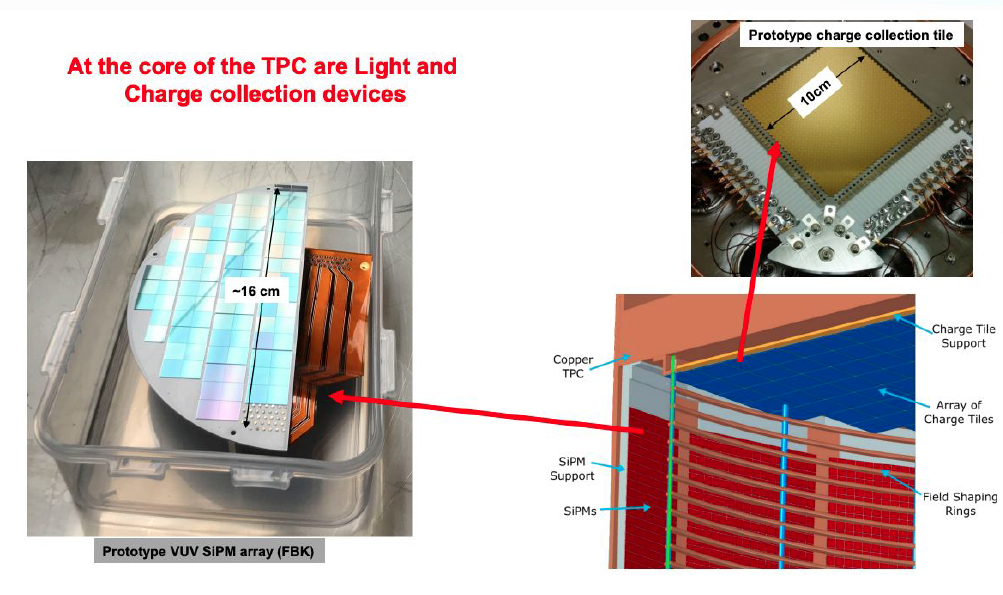 At the core of the TPC are Light and
Charge collection devices
Prototype charge collection tile
10cm
~16 cm
Prototype VUV SiPM array (FBK)
Copper
TPC
SiPM
Support
SiPMs
Charge Tile
Support
Array of
Charge Tiles
Field Shaping
Rings